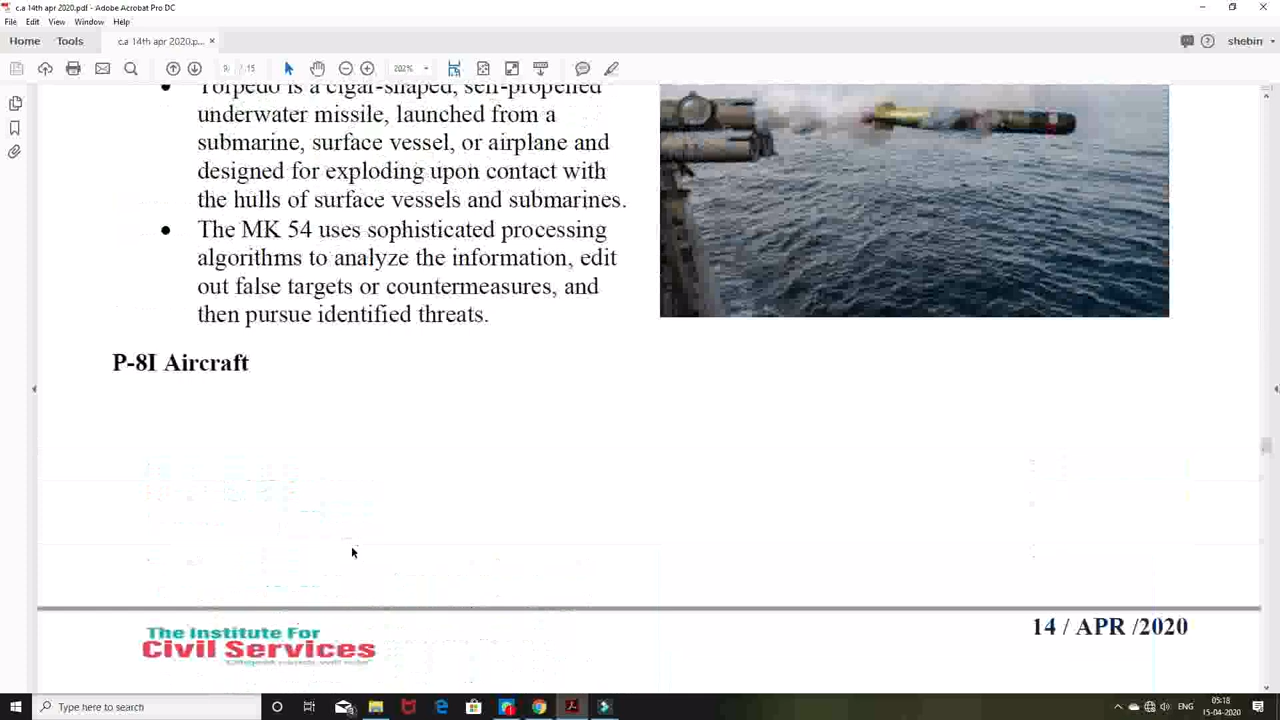 c.a 14th apr 2020.pdf - Adobe Acrobat Pro DC
File Edit View Window Help
Home Tools c.a 14th apr 2020.p... × shebin
/ 15 202%
Torpedo is a cigar-shaped, self-propelled
underwater missile, launched from a
submarine, surface vessel, or airplane and
designed for exploding upon contact with
the hulls of surface vessels and submarines.
The MK 54 uses sophisticated processing
algorithms to analyze the information, edit
out false targets or countermeasures, and
then pursue identified threats.
P-8I Aircraft
The Institute For
Civil Services
14 / APR /2020
Type here to search
ENG
05:18
15-04-2020